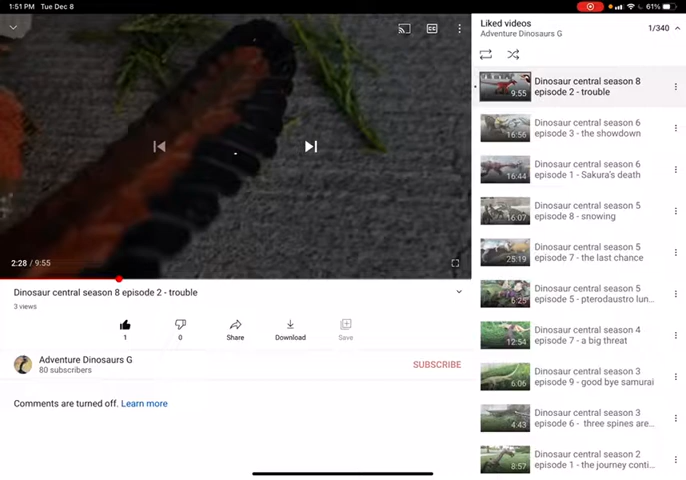 1:51 PM Tue Dec 8
61%
2:28 / 9:55
Dinosaur central season 8 episode 2 - trouble
3 views
1
0
Share
Download
Save
Adventure Dinosaurs G
80 subscribers
SUBSCRIBE
Comments are turned off. Learn more
Liked videos
Adventure Dinosaurs G
1/340
9:55
Dinosaur central season 8
episode 2 - trouble
16:56
Dinosaur central season 6
episode 3 - the showdown
16:44
Dinosaur central season 6
episode 1 - Sakura's death
16:07
Dinosaur central season 5
episode 8 - snowing
25:19
Dinosaur central season 5
episode 7 - the last chance
6:25
Dinosaur central season 5
episode 5 - pterodaustro lun...
12:54
Dinosaur central season 4
episode 7 - a big threat
6:06
Dinosaur central season 3
episode 9 - good bye samurai
4:43
Dinosaur central season 3
episode 6 - three spines are...
8:57
Dinosaur central season 2
episode 1 - the journey conti...